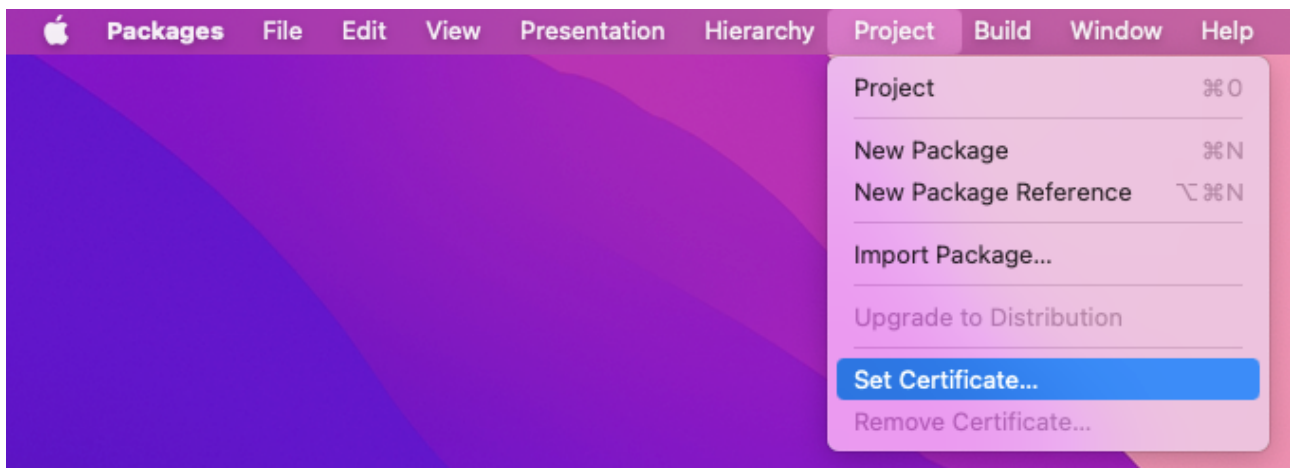 Packages File Edit View Presentation Hierarchy Project Build Window Help
Project ⌘0
New Package ⌘N
New Package Reference ⌥⌘N
Import Package...
Upgrade to Distribution
Set Certificate...
Remove Certificate...